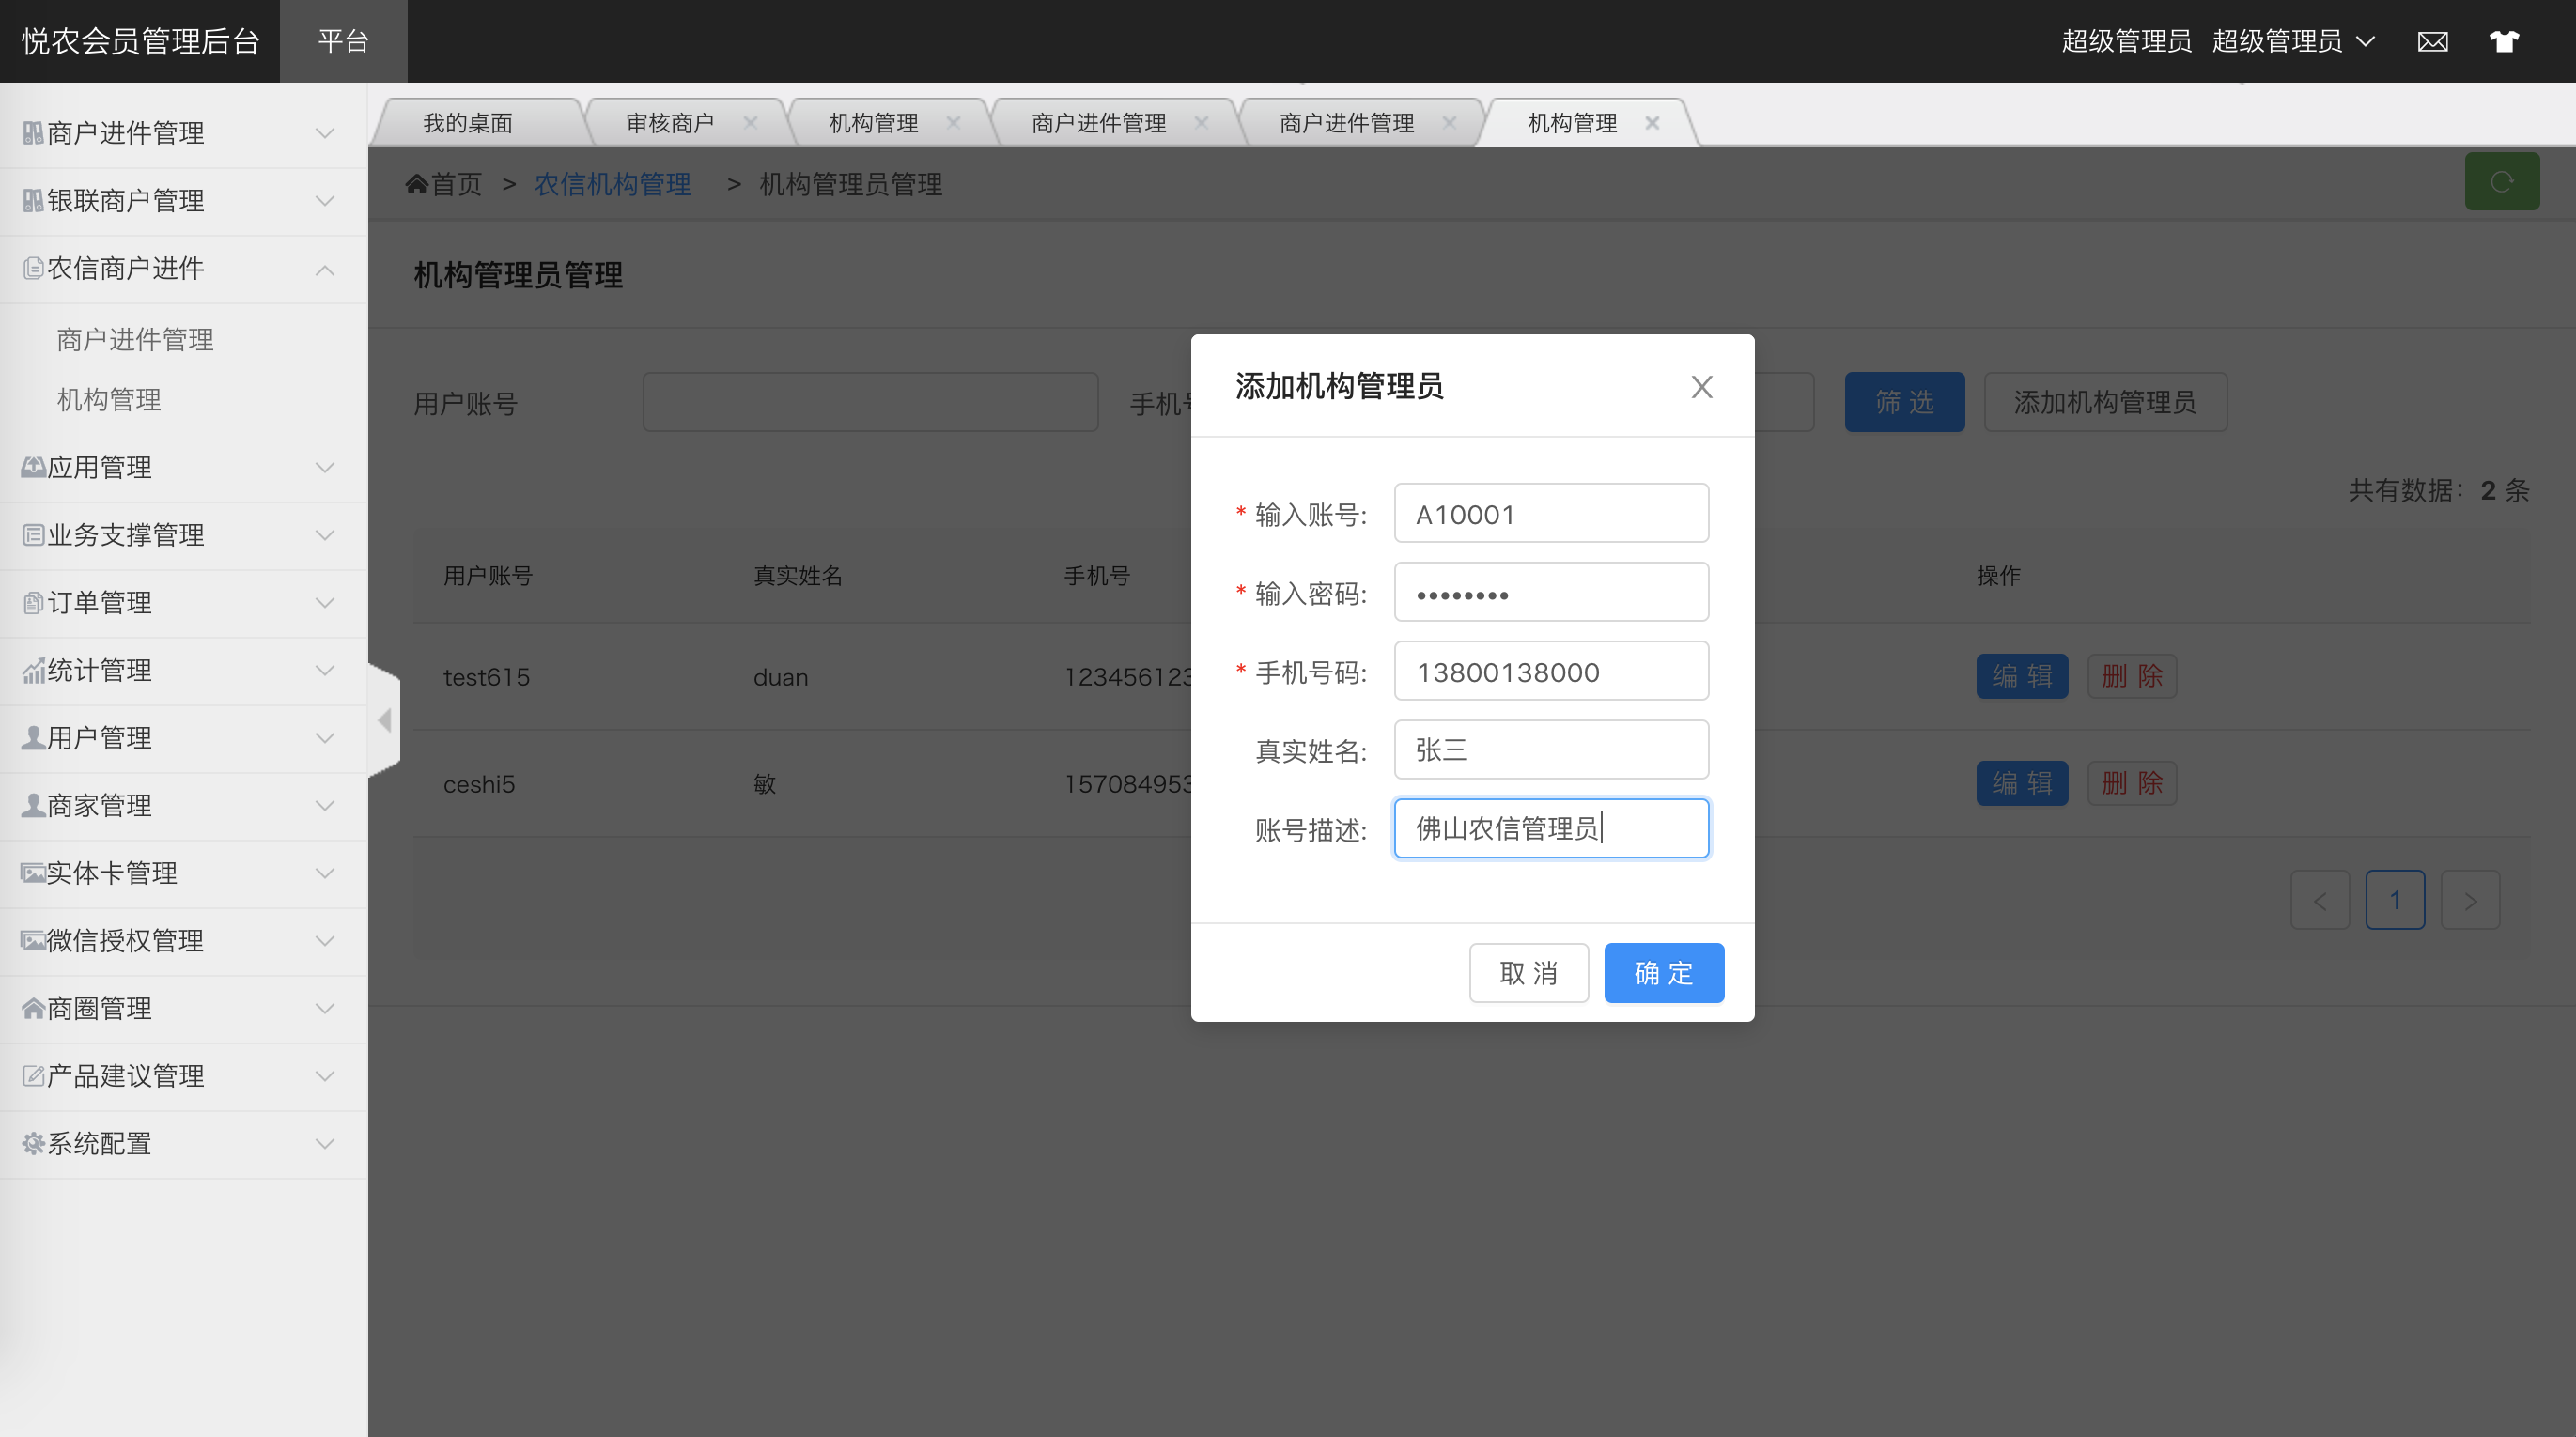 悦农会员管理后台 平台 超级管理员 超级管理员
我的桌面 审核商户 机构管理 商户进件管理 商户进件管理 机构管理
商户进件管理
银联商户管理
农信商户进件
商户进件管理
机构管理
应用管理
业务支撑管理
订单管理
统计管理
用户管理
商家管理
实体卡管理
微信授权管理
商圈管理
产品建议管理
系统配置
首页 > 农信机构管理 > 机构管理员管理
机构管理员管理
用户账号 手机号 筛 选 添加机构管理员
共有数据：2 条
用户账号 真实姓名 手机号 操作
test615 duan 123456123 编 辑 删 除
ceshi5 敏 157084953 编 辑 删 除
< 1 >
添加机构管理员 X
* 输入账号: A10001
* 输入密码: ••••••••
* 手机号码: 13800138000
真实姓名: 张三
账号描述: 佛山农信管理员
取 消 确 定